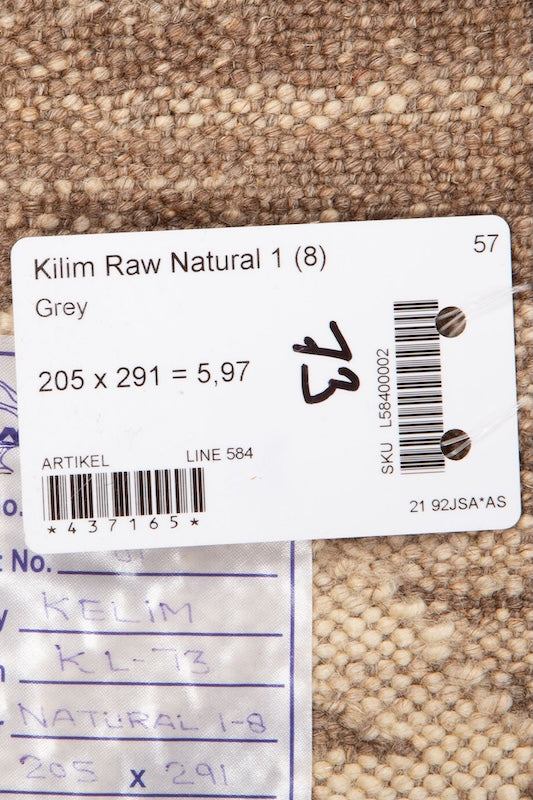 Kilim Raw Natural 1 (8)
57
Grey
205 x 291 = 5,97
73
SKU L58400002
ARTIKEL
LINE 584
*437165*
21 92JSA*AS
No.
KELIM
KL-73
NATURAL 1-8
205 x 291